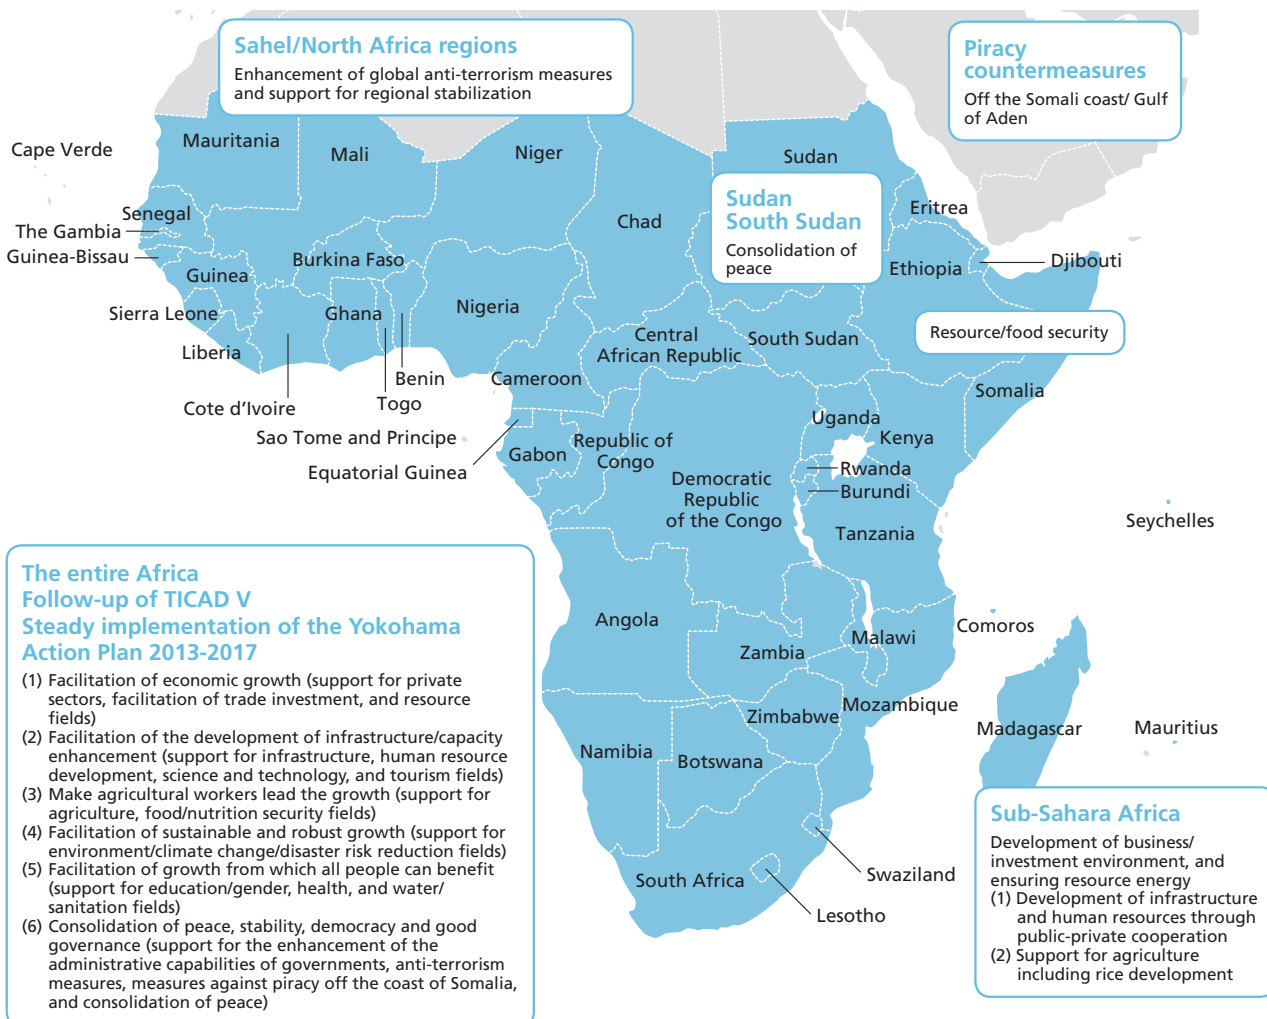 Sahel/North Africa regions
Enhancement of global anti-terrorism measures
and support for regional stabilization
Piracy
countermeasures
Off the Somali coast/ Gulf
of Aden
Cape Verde
Mauritania
Mali
Niger
Sudan
Sudan
South Sudan
Consolidation of
peace
Chad
Eritrea
Senegal
The Gambia
Guinea-Bissau
Guinea
Burkina Faso
Ethiopia
Djibouti
Sierra Leone
Ghana
Nigeria
Central
African Republic
South Sudan
Resource/food security
Liberia
Benin
Cameroon
Togo
Cote d’Ivoire
Somalia
Uganda
Kenya
Sao Tome and Principe
Equatorial Guinea
Gabon
Republic of
Congo
Rwanda
Burundi
Democratic
Republic
of the Congo
Tanzania
Seychelles
The entire Africa
Follow-up of TICAD V
Steady implementation of the Yokohama
Action Plan 2013-2017
(1) Facilitation of economic growth (support for private
sectors, facilitation of trade investment, and resource
fields)
(2) Facilitation of the development of infrastructure/capacity
enhancement (support for infrastructure, human resource
development, science and technology, and tourism fields)
(3) Make agricultural workers lead the growth (support for
agriculture, food/nutrition security fields)
(4) Facilitation of sustainable and robust growth (support for
environment/climate change/disaster risk reduction fields)
(5) Facilitation of growth from which all people can benefit
(support for education/gender, health, and water/
sanitation fields)
(6) Consolidation of peace, stability, democracy and good
governance (support for the enhancement of the
administrative capabilities of governments, anti-terrorism
measures, measures against piracy off the coast of Somalia,
and consolidation of peace)
Angola
Zambia
Malawi
Comoros
Zimbabwe
Mozambique
Namibia
Botswana
Madagascar
Mauritius
South Africa
Swaziland
Lesotho
Sub-Sahara Africa
Development of business/
investment environment, and
ensuring resource energy
(1) Development of infrastructure
and human resources through
public-private cooperation
(2) Support for agriculture
including rice development